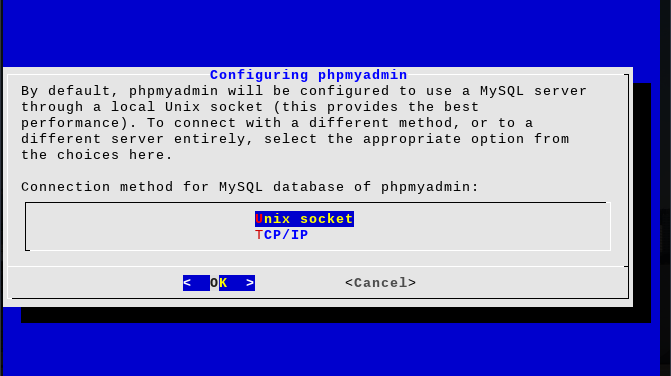 Configuring phpmyadmin
By default, phpmyadmin will be configured to use a MySQL server
through a local Unix socket (this provides the best
performance). To connect with a different method, or to a
different server entirely, select the appropriate option from
the choices here.
Connection method for MySQL database of phpmyadmin:
Unix socket
TCP/IP
< OK > <Cancel>